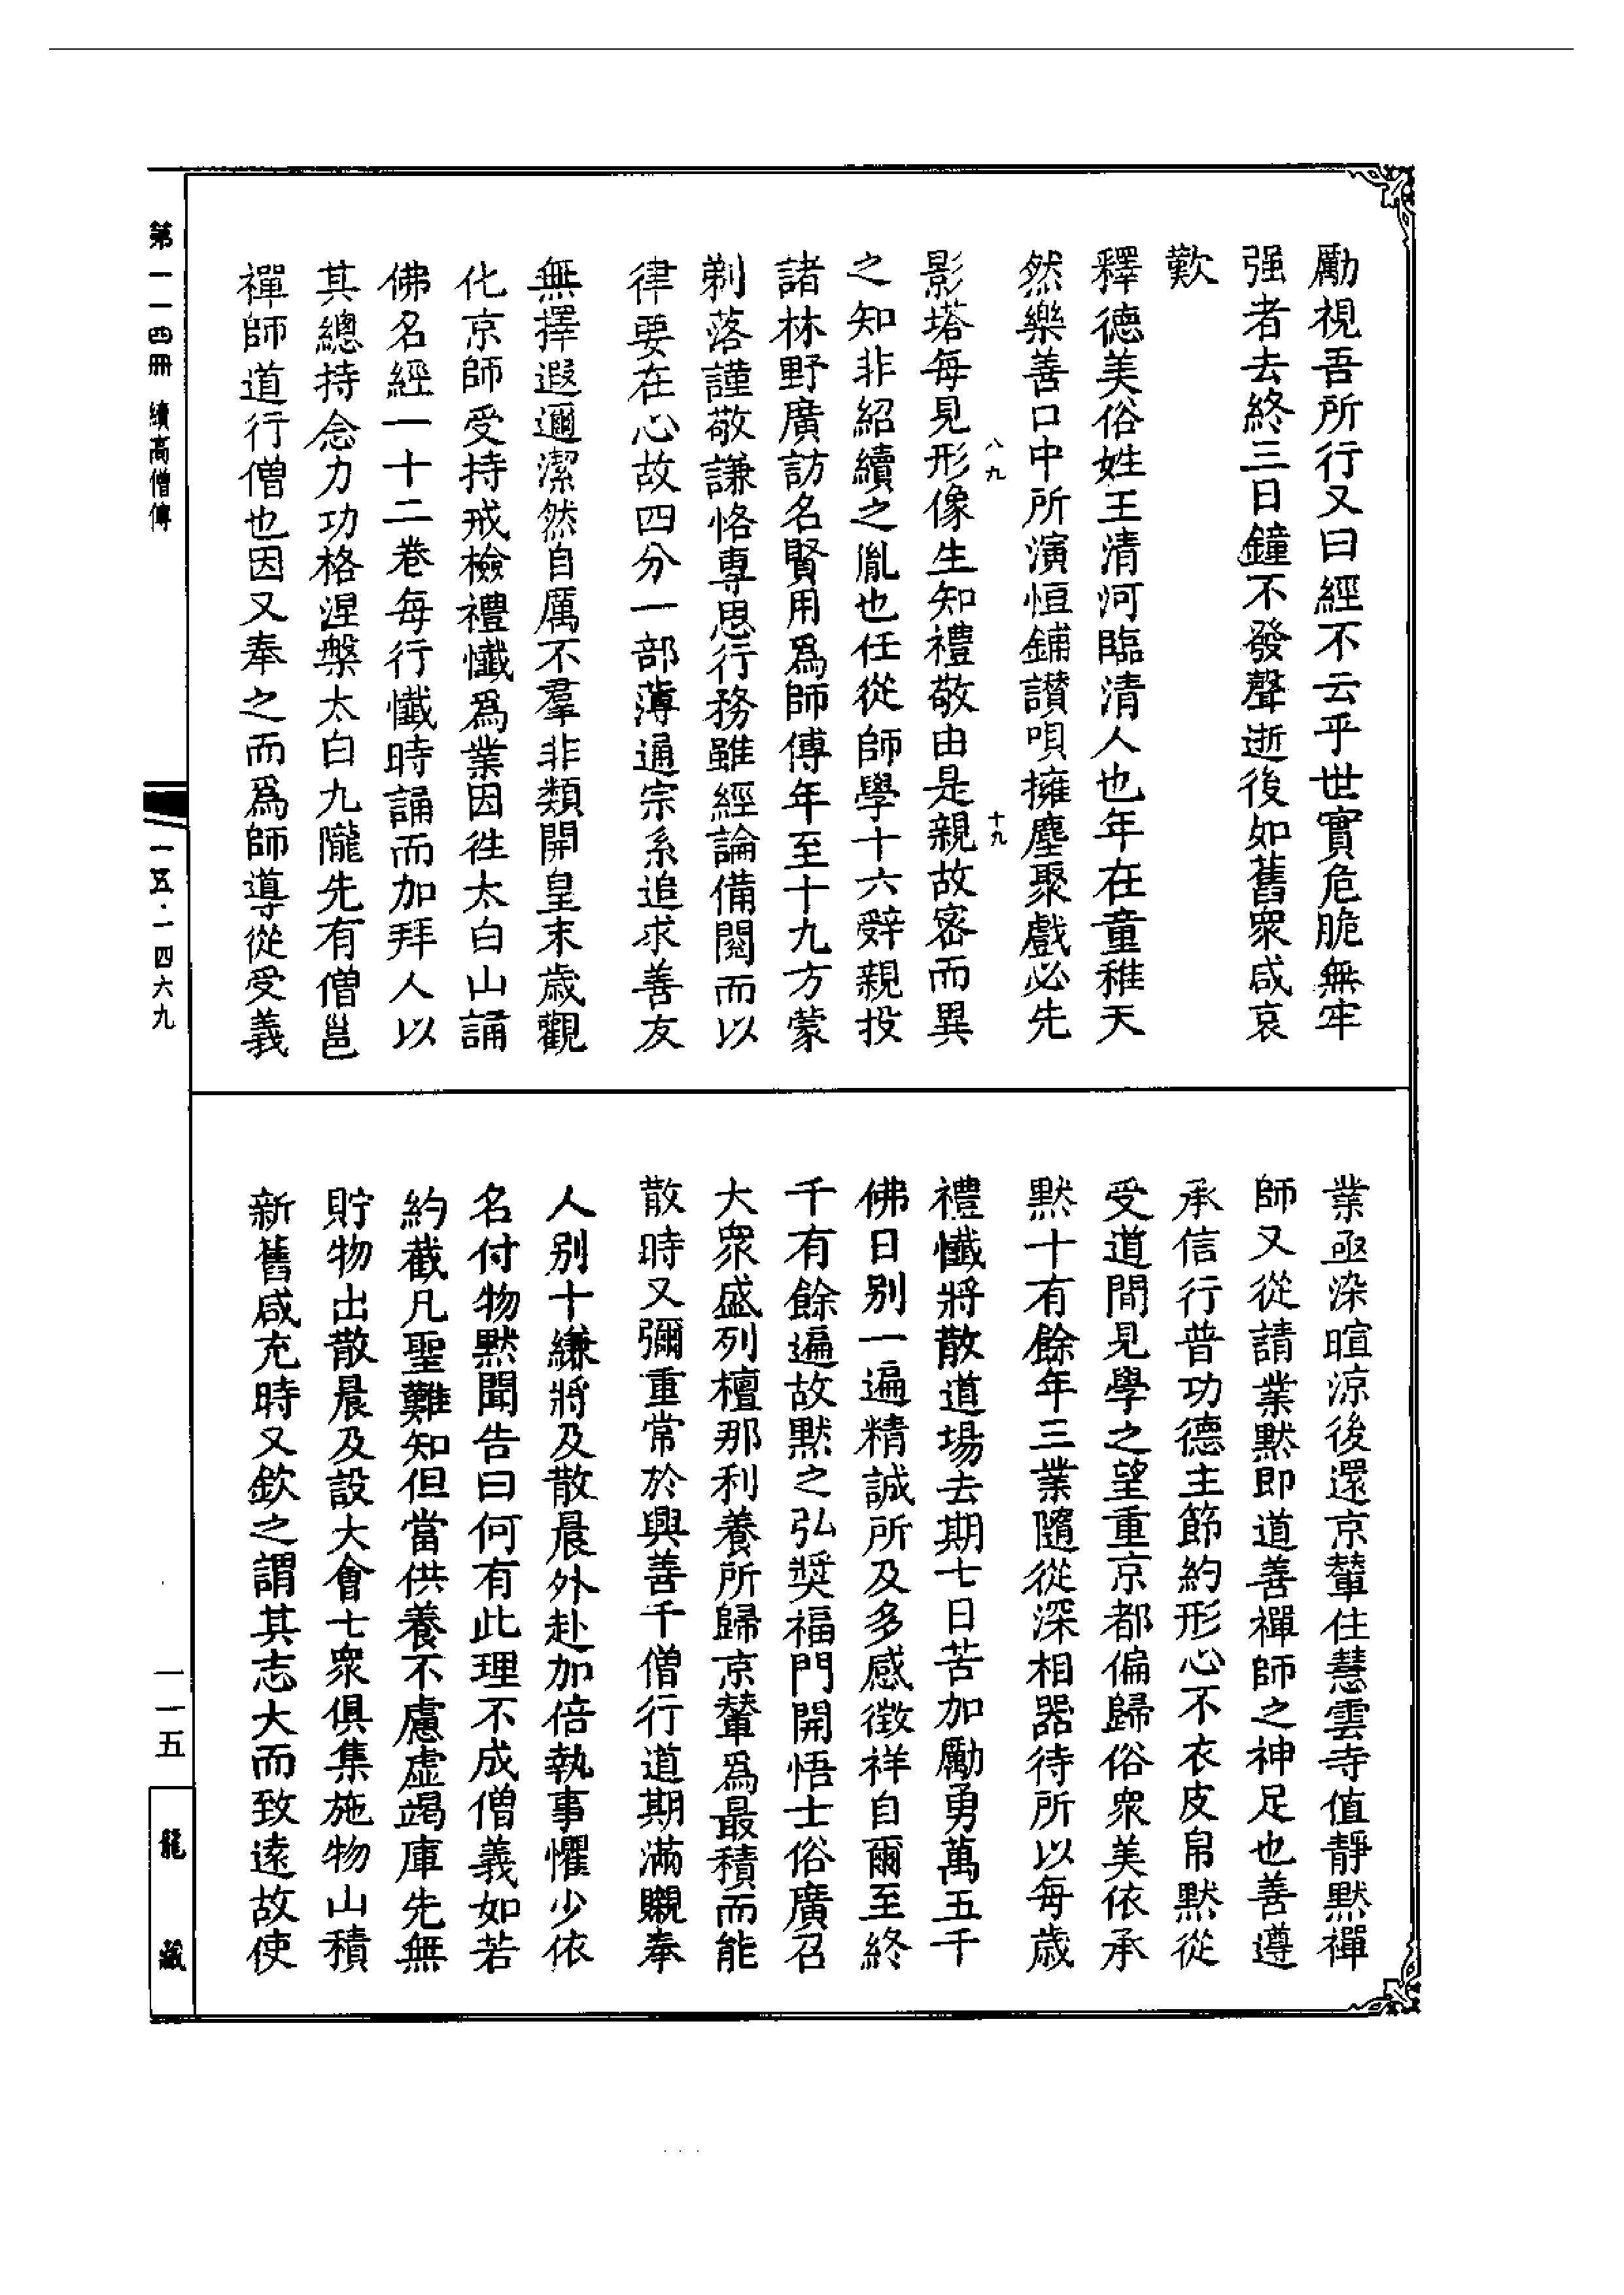 勵視吾所行又曰經不云乎世實危脆無牢
强者去終三日鐘不發聲逝後如舊衆咸哀
歎
釋德美俗姓王清河臨清人也年在童稚天
然樂善口中所演恒鋪讃唄擁塵聚戲必先
八九
十九
影塔每見形像生知禮敬由是親故密而異
之知非紹續之胤也任從師學十六辤親投
諸林野廣訪名賢用爲師傅年至十九方蒙
剃落謹敬謙恪專思行務雖經論備閱而以
律要在心故四分一部薄通宗系追求善友
無擇遐邇潔然自厲不羣非類開皇末歲觀
化京師受持戒檢禮懺爲業因徃太白山誦
佛名經一十二卷每行懺時誦而加拜人以
其總持念力功格涅槃太白九隴先有僧邕
禪師道行僧也因又奉之而爲師導從受義
業亟染暄涼後還京輦住慧雲寺值靜默禪
師又從請業默即道善禪師之神足也善遵
承信行普功德主節約形心不衣皮帛默從
受道間見學之望重京都偏歸俗衆美依承
默十有餘年三業隨從深相器待所以每歲
禮懺將散道場去期七日苦加勵勇萬五千
佛日別一遍精誠所及多感徵祥自爾至終
千有餘遍故默之弘獎福門開悟士俗廣召
大衆盛列檀那利養所歸京輦爲最積而能
散時又彌重常於興善千僧行道期滿嚫奉
人別十縑將及散晨外赴加倍執事懼少依
名付物默聞告曰何有此理不成僧義如若
約截凡聖難知但當供養不慮虛竭庫先無
貯物出散晨及設大會七衆俱集施物山積
新舊咸充時又欽之謂其志大而致遠故使
第一一四冊 續高僧傳
一五·一四六九
一一五
龍藏